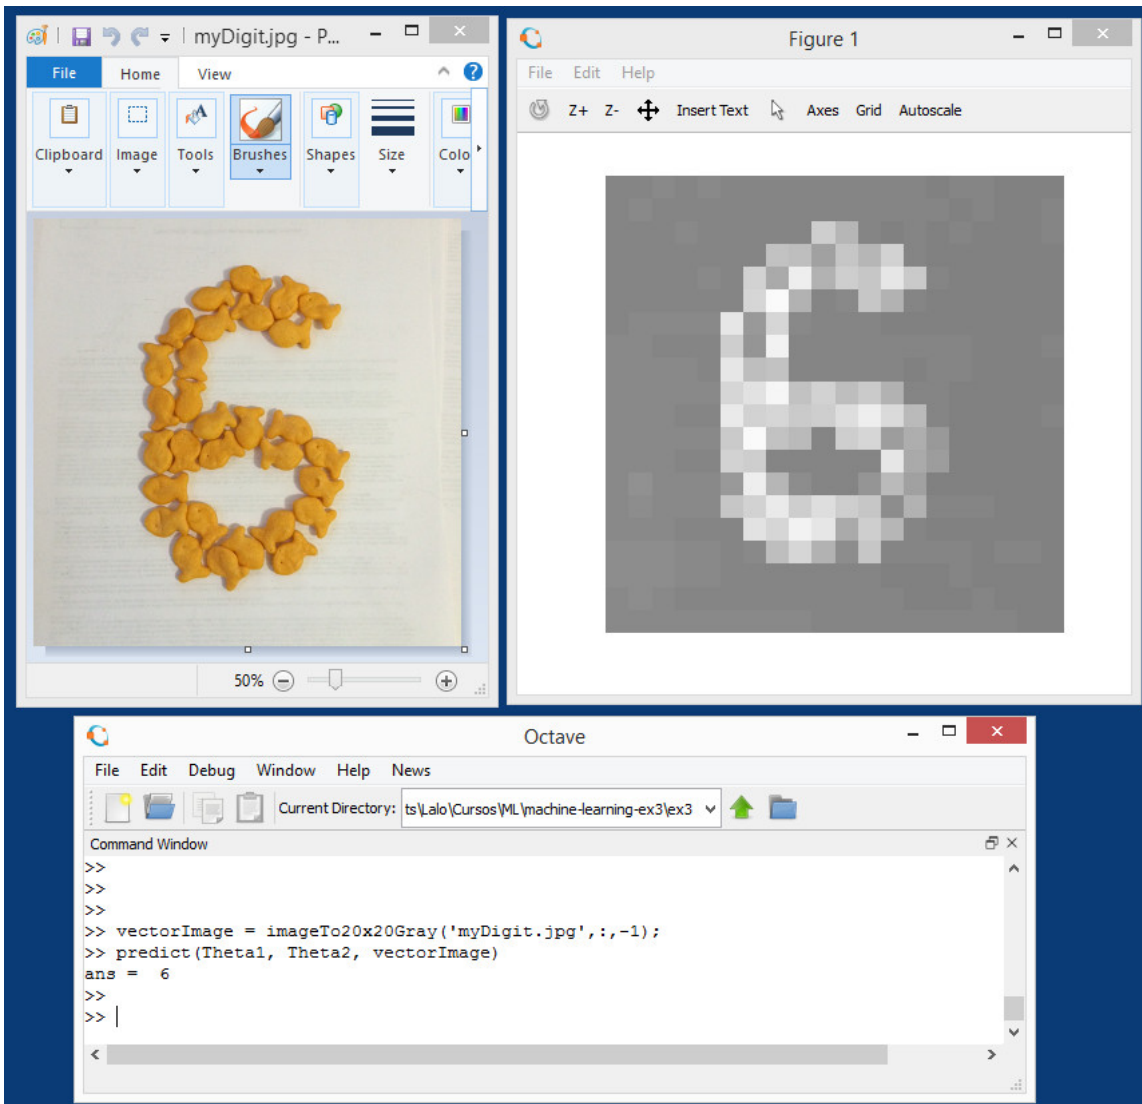 myDigit.jpg - P...
File Home View
Clipboard Image Tools Brushes Shapes Size Colo
50%
Figure 1
File Edit Help
Z+ Z- Insert Text Axes Grid Autoscale
6
Octave
File Edit Debug Window Help News
Current Directory: ts\Lalo\Cursos\ML\machine-learning-ex3\ex3
Command Window
>>
>>
>>
>> vectorImage = imageTo20x20Gray('myDigit.jpg',:,-1);
>> predict(Theta1, Theta2, vectorImage)
ans = 6
>>
>>